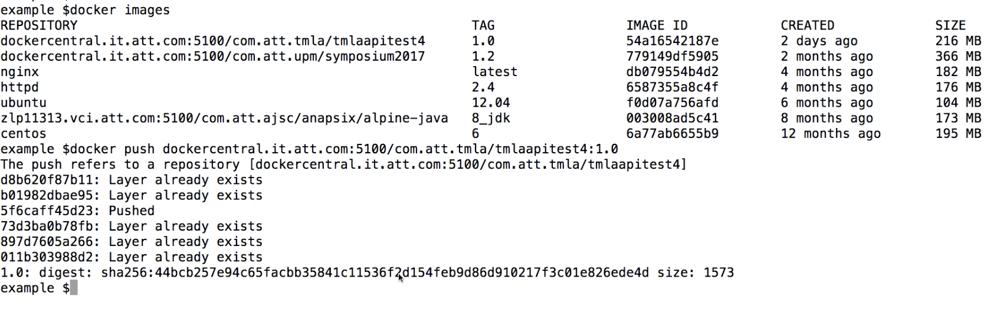 example $docker images
REPOSITORY TAG IMAGE ID CREATED SIZE
dockercentral.it.att.com:5100/com.att.tmla/tmlaapitest4 1.0 54a16542187e 2 days ago 216 MB
dockercentral.it.att.com:5100/com.att.upm/symposium2017 1.2 779149df5905 2 months ago 366 MB
nginx latest db079554b4d2 4 months ago 182 MB
httpd 2.4 6587355a8c4f 4 months ago 176 MB
ubuntu 12.04 f0d07a756afd 6 months ago 104 MB
zlp11313.vci.att.com:5100/com.att.ajsc/anapsix/alpine-java 8_jdk 003008ad5c41 8 months ago 173 MB
centos 6 6a77ab6655b9 12 months ago 195 MB
example $docker push dockercentral.it.att.com:5100/com.att.tmla/tmlaapitest4:1.0
The push refers to a repository [dockercentral.it.att.com:5100/com.att.tmla/tmlaapitest4]
d8b620f87b11: Layer already exists
b01982dbae95: Layer already exists
5f6caff45d23: Pushed
73d3ba0b78fb: Layer already exists
897d7605a266: Layer already exists
011b303988d2: Layer already exists
1.0: digest: sha256:44bcb257e94c65facbb35841c11536f2d154feb9d86d910217f3c01e826ede4d size: 1573
example $